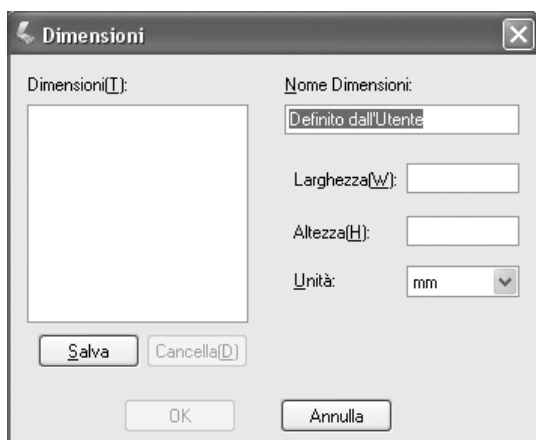 Dimensioni
Dimensioni(T):
Nome Dimensioni:
Definito dall'Utente
Larghezza(W):
Altezza(H):
Unità:
mm
Salva
Cancella(D)
OK
Annulla